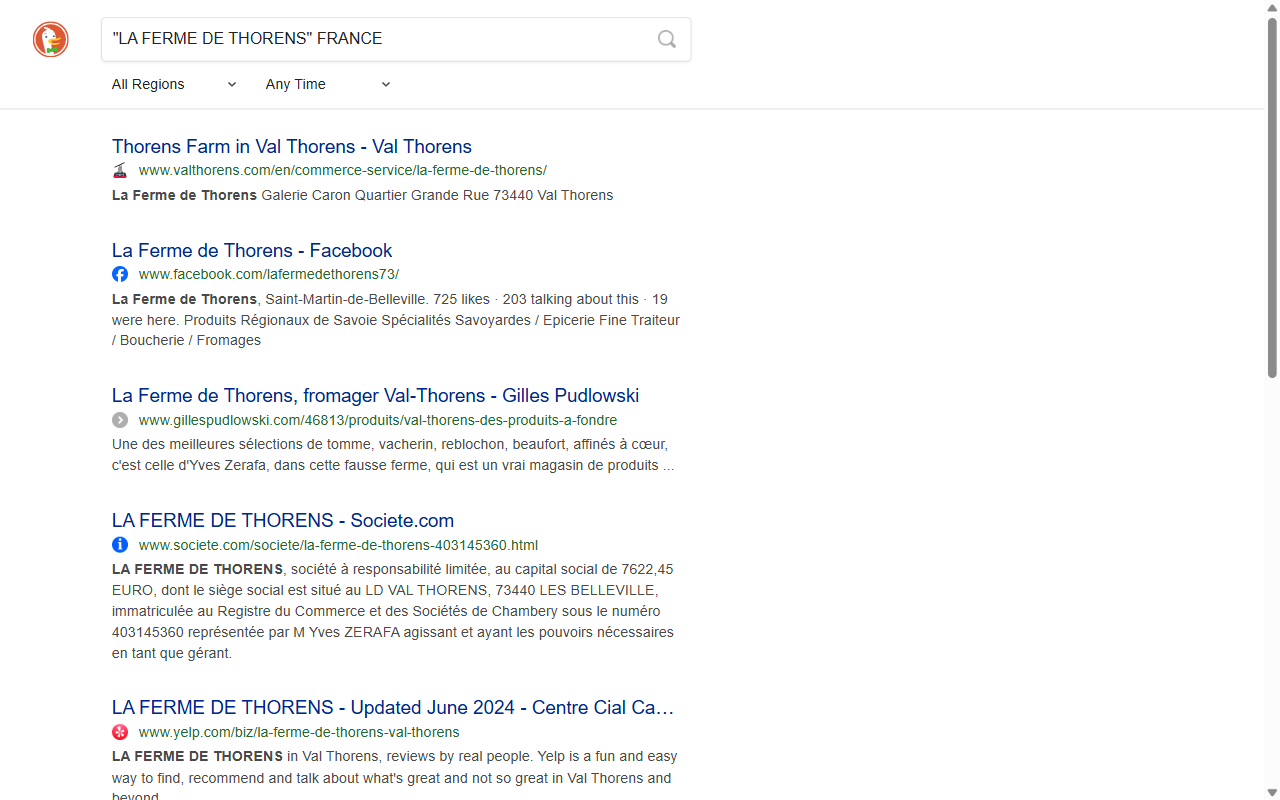 "LA FERME DE THORENS" FRANCE
All Regions Any Time
Thorens Farm in Val Thorens - Val Thorens
www.valthorens.com/en/commerce-service/la-ferme-de-thorens/
La Ferme de Thorens Galerie Caron Quartier Grande Rue 73440 Val Thorens
La Ferme de Thorens - Facebook
www.facebook.com/lafermedethorens73/
La Ferme de Thorens, Saint-Martin-de-Belleville. 725 likes · 203 talking about this · 19
were here. Produits Régionaux de Savoie Spécialités Savoyardes / Epicerie Fine Traiteur
/ Boucherie / Fromages
La Ferme de Thorens, fromager Val-Thorens - Gilles Pudlowski
www.gillespudlowski.com/46813/produits/val-thorens-des-produits-a-fondre
Une des meilleures sélections de tomme, vacherin, reblochon, beaufort, affinés à cœur,
c'est celle d'Yves Zerafa, dans cette fausse ferme, qui est un vrai magasin de produits ...
LA FERME DE THORENS - Societe.com
www.societe.com/societe/la-ferme-de-thorens-403145360.html
LA FERME DE THORENS, société à responsabilité limitée, au capital social de 7622,45
EURO, dont le siège social est situé au LD VAL THORENS, 73440 LES BELLEVILLE,
immatriculée au Registre du Commerce et des Sociétés de Chambery sous le numéro
403145360 représentée par M Yves ZERAFA agissant et ayant les pouvoirs nécessaires
en tant que gérant.
LA FERME DE THORENS - Updated June 2024 - Centre Cial Ca…
www.yelp.com/biz/la-ferme-de-thorens-val-thorens
LA FERME DE THORENS in Val Thorens, reviews by real people. Yelp is a fun and easy
way to find, recommend and talk about what's great and not so great in Val Thorens and
beyond.